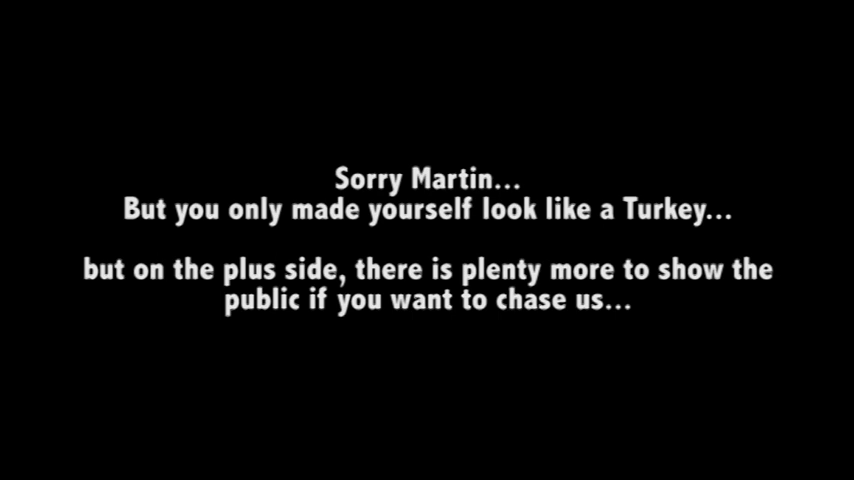 Sorry Martin...
But you only made yourself look like a Turkey...
but on the plus side, there is plenty more to show the
public if you want to chase us...